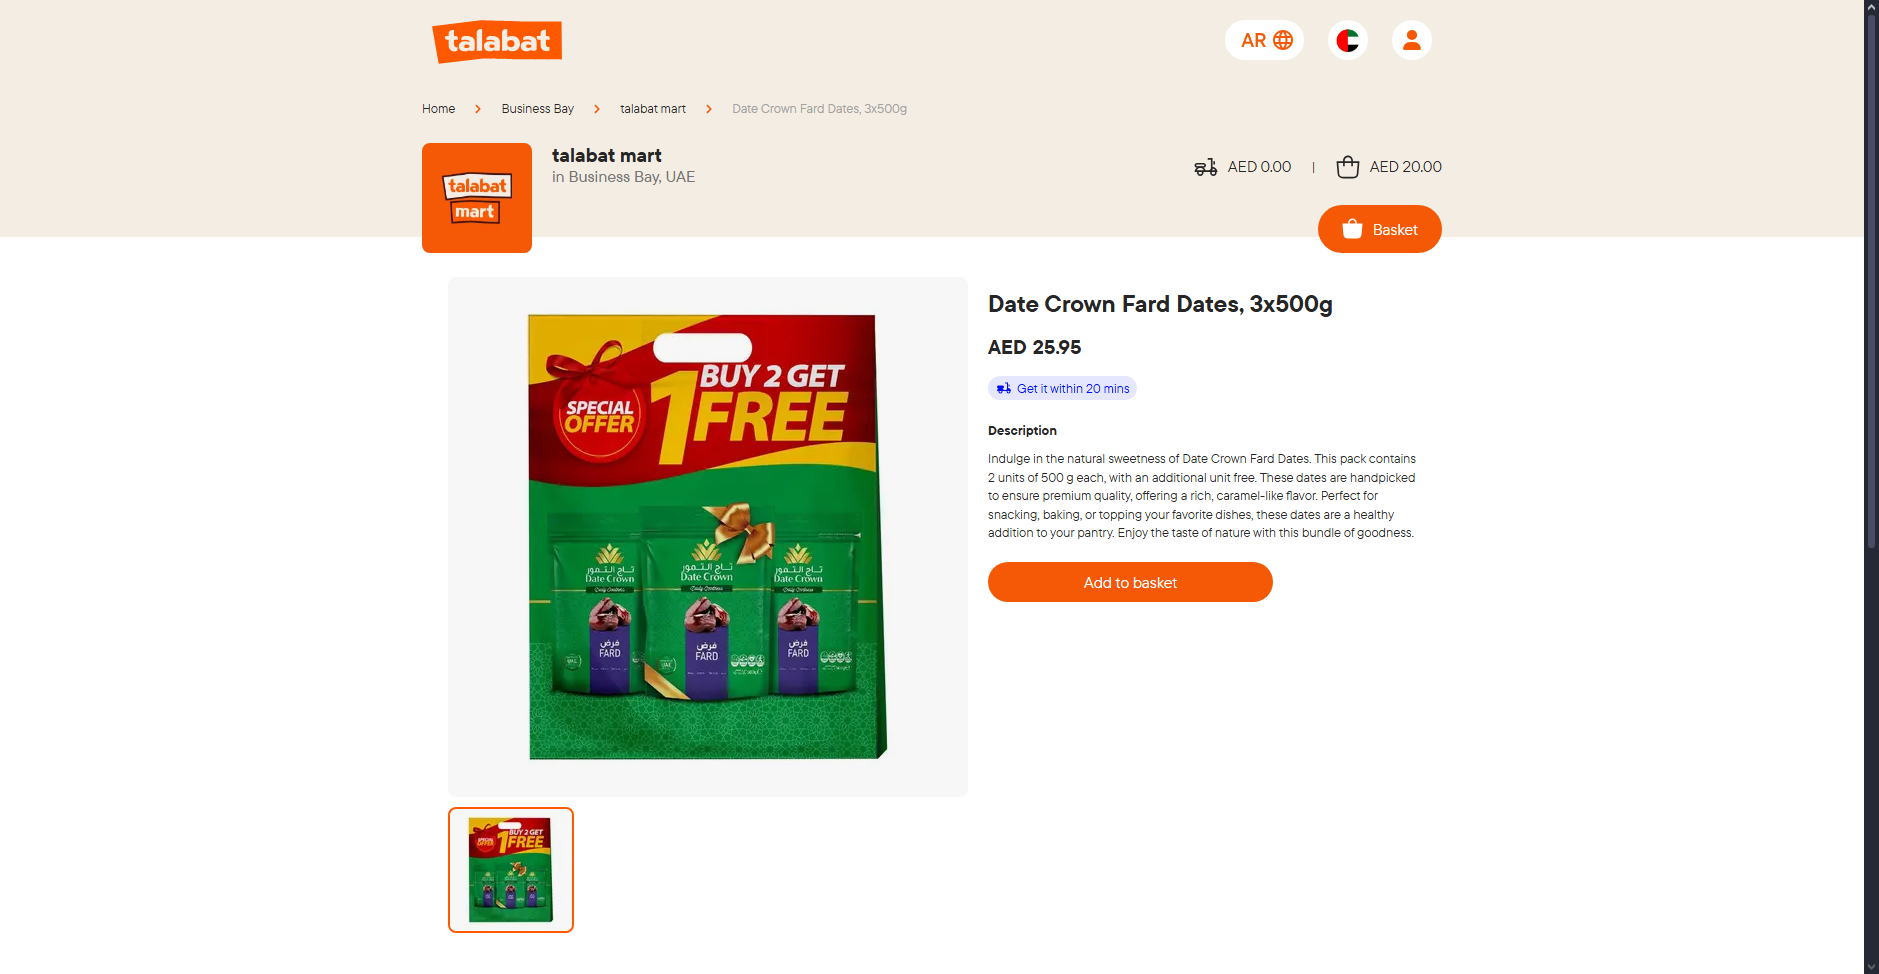 talabat
AR
Home
Business Bay
talabat mart
Date Crown Fard Dates, 3x500g
talabat
mart
talabat mart
in Business Bay, UAE
AED 0.00
|
AED 20.00
Basket
BUY 2 GET
1 FREE
SPECIAL
OFFER
تاج التمور
Date Crown
فرض
FARD
تاج التمور
Date Crown
فرض
FARD
تاج التمور
Date Crown
فرض
FARD
Date Crown Fard Dates, 3x500g
AED 25.95
Get it within 20 mins
Description
Indulge in the natural sweetness of Date Crown Fard Dates. This pack contains
2 units of 500 g each, with an additional unit free. These dates are handpicked
to ensure premium quality, offering a rich, caramel-like flavor. Perfect for
snacking, baking, or topping your favorite dishes, these dates are a healthy
addition to your pantry. Enjoy the taste of nature with this bundle of goodness.
Add to basket
BUY 2 GET
1 FREE
SPECIAL
OFFER